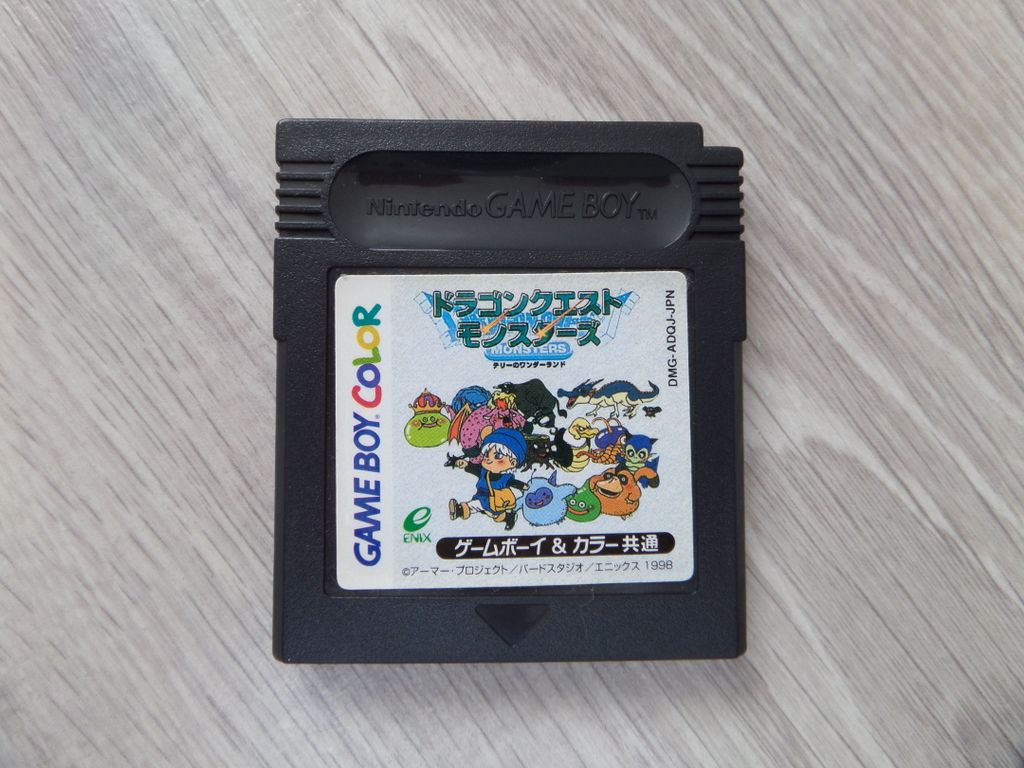 Nintendo GAME BOY TM
GAME BOY COLOR
ドラゴンクエスト
モンスターズ
MONSTERS
テリーのワンダーランド
DMG-ADQJ-JPN
e
ENIX
ゲームボーイ & カラー共通
©アーマー・プロジェクト/バードスタジオ/エニックス 1998